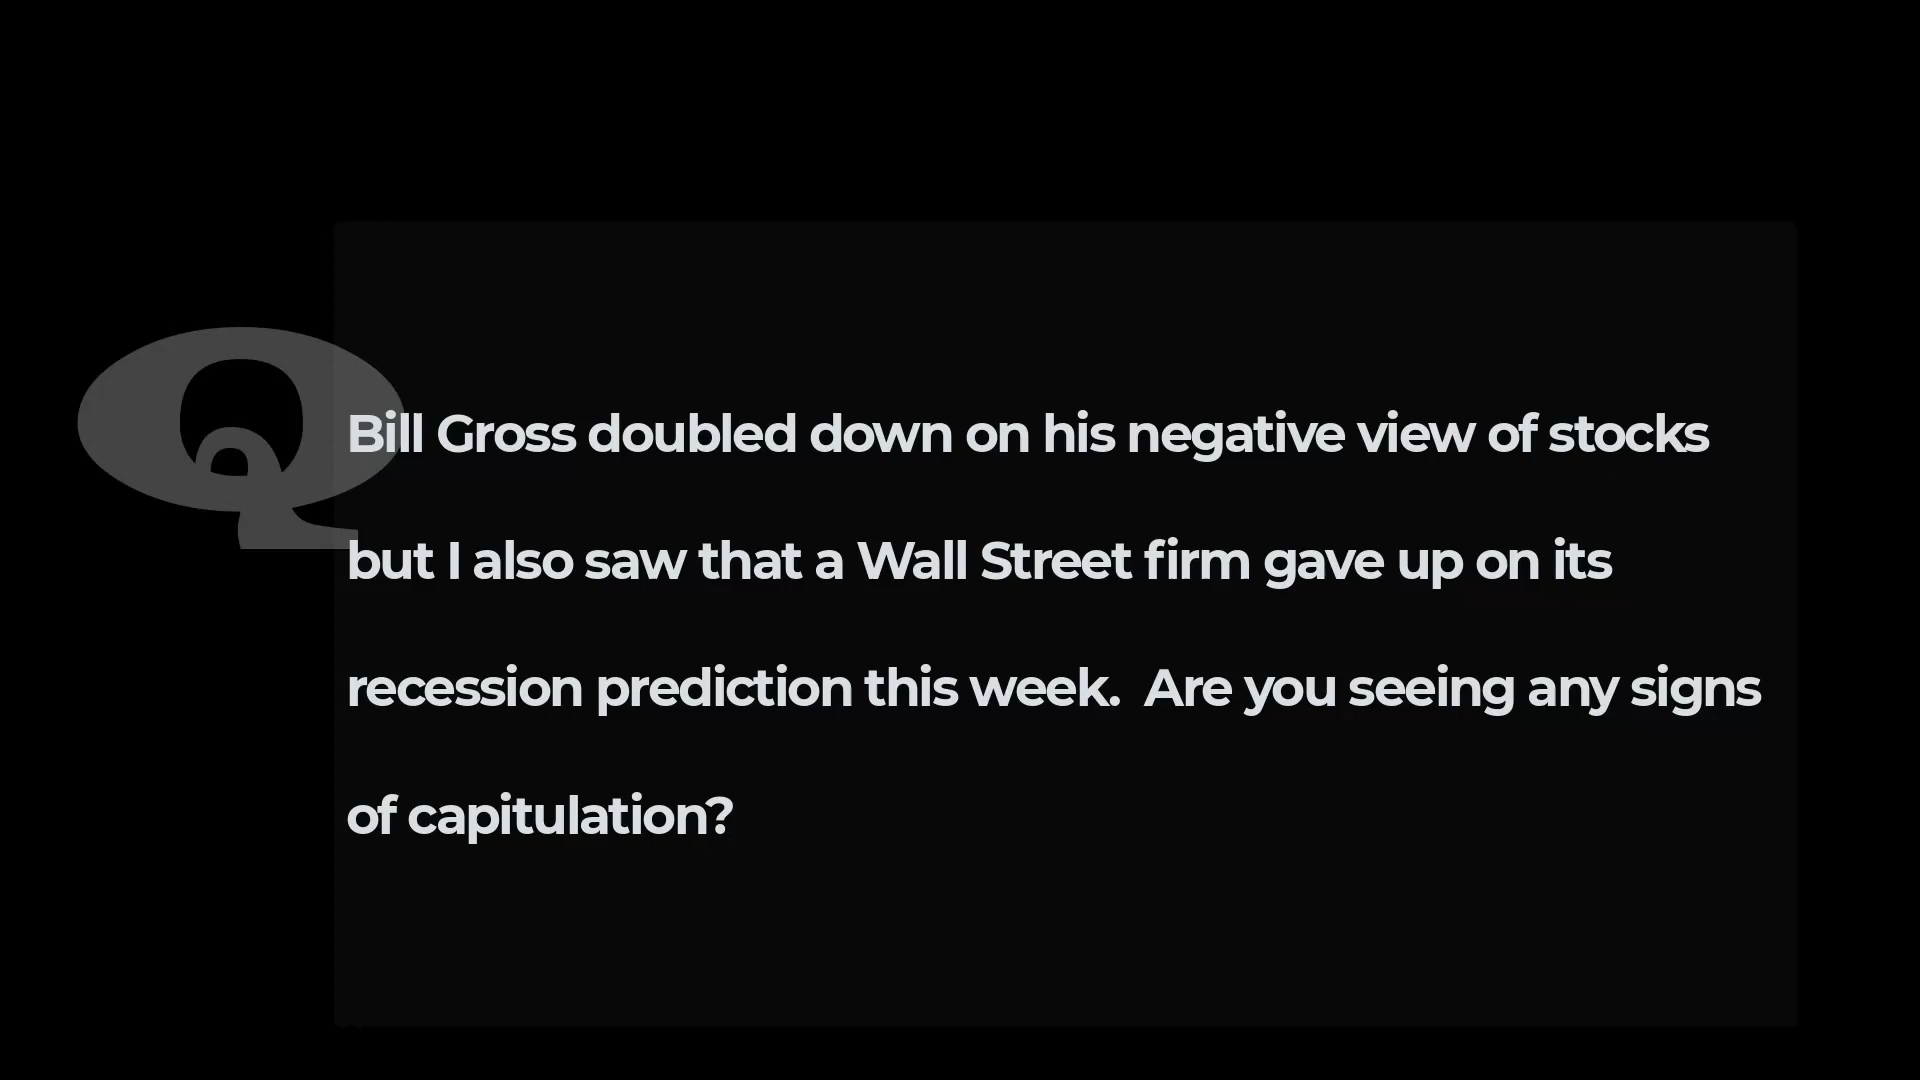 Q
Bill Gross doubled down on his negative view of stocks
but I also saw that a Wall Street firm gave up on its
recession prediction this week.  Are you seeing any signs
of capitulation?